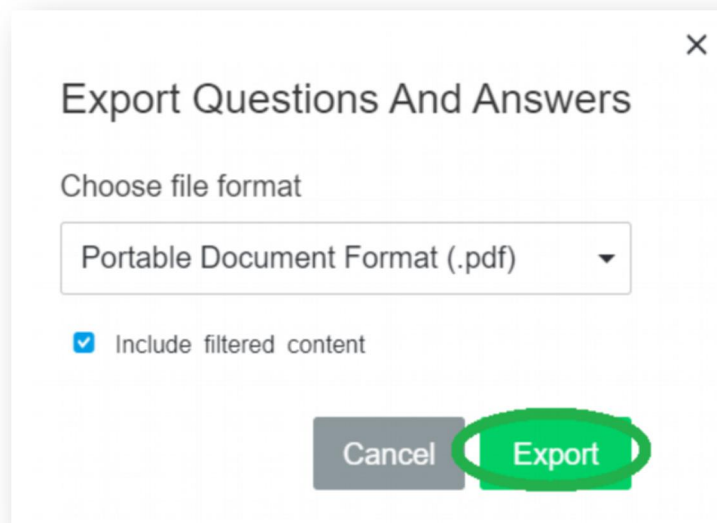 Export Questions And Answers
Choose file format
Portable Document Format (.pdf)
Include filtered content
Cancel
Export